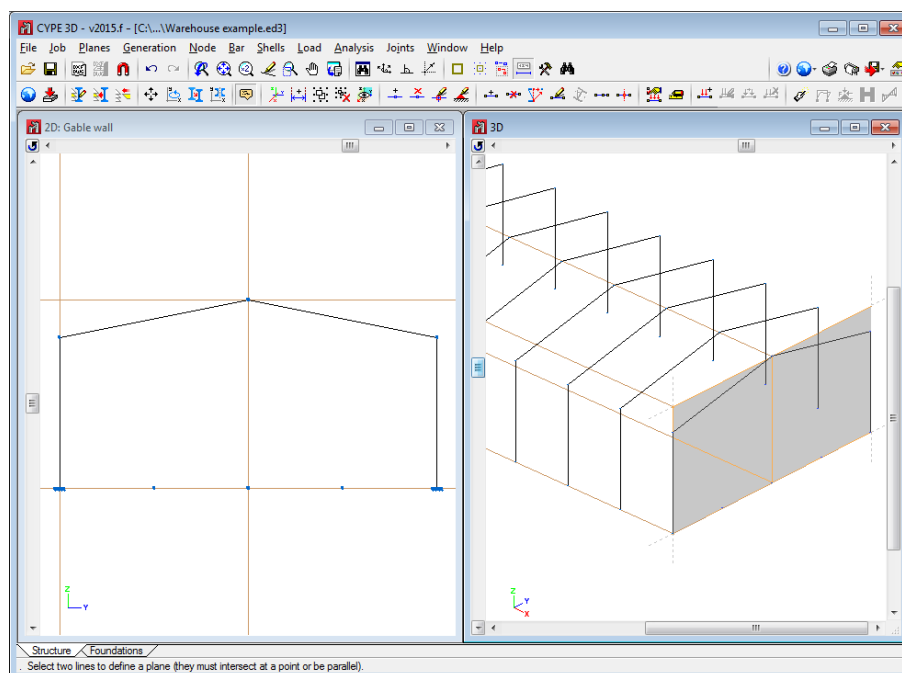 CYPE 3D - v2015.f - [C:\...\Warehouse example.ed3]
File Job Planes Generation Node Bar Shells Load Analysis Joints Window Help
2D: Gable wall
3D
Z
Y
Z
Y
X
Structure Foundations
. Select two lines to define a plane (they must intersect at a point or be parallel).